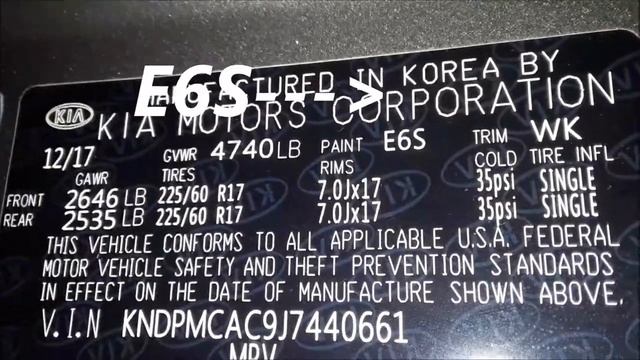 E6S---->
MANUFACTURED IN KOREA BY
KIA KIA MOTORS CORPORATION
12/17 GVWR 4740 LB PAINT E6S TRIM WK
GAWR TIRES RIMS COLD TIRE INFL
FRONT 2646 LB 225/60 R17 7.0Jx17 35psi SINGLE
REAR 2535 LB 225/60 R17 7.0Jx17 35psi SINGLE
THIS VEHICLE CONFORMS TO ALL APPLICABLE U.S.A. FEDERAL
MOTOR VEHICLE SAFETY AND THEFT PREVENTION STANDARDS
IN EFFECT ON THE DATE OF MANUFACTURE SHOWN ABOVE.
V.I.N KNDPMCAC9J7440661
MPV